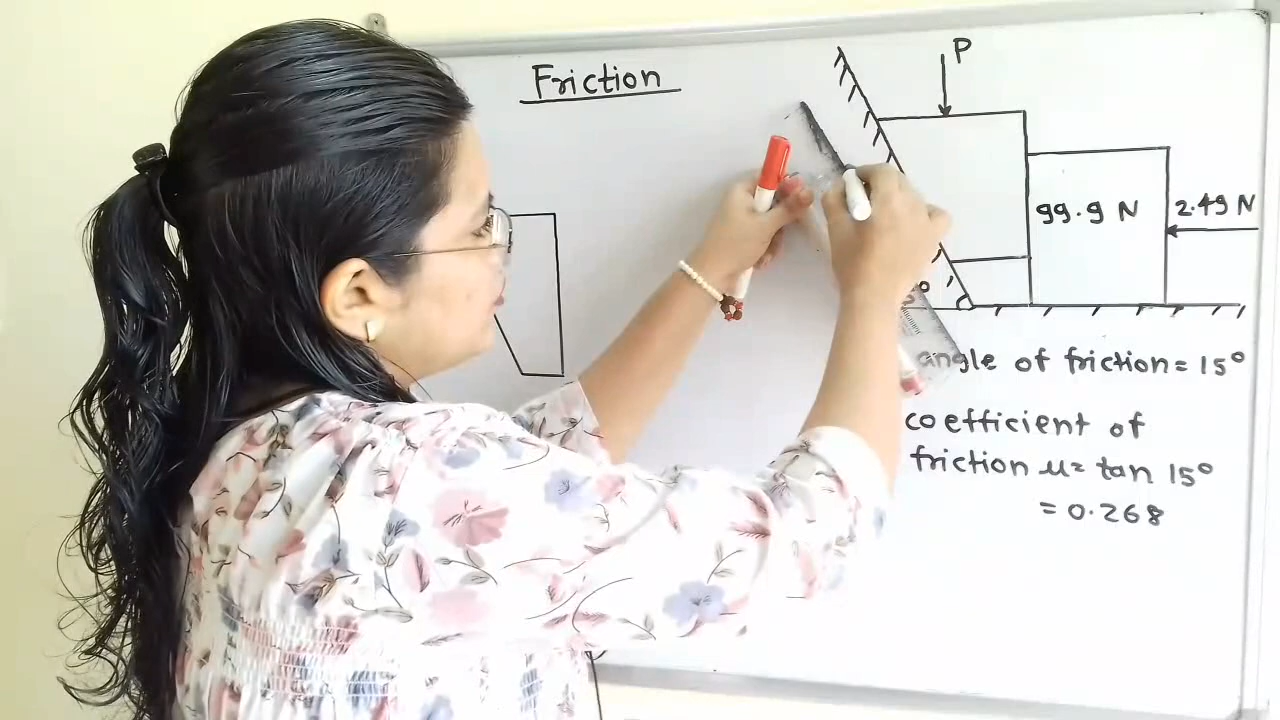 Friction
P
99.9 N
2.49 N
angle of friction = 15°
coefficient of
friction μ = tan 15°
= 0.268